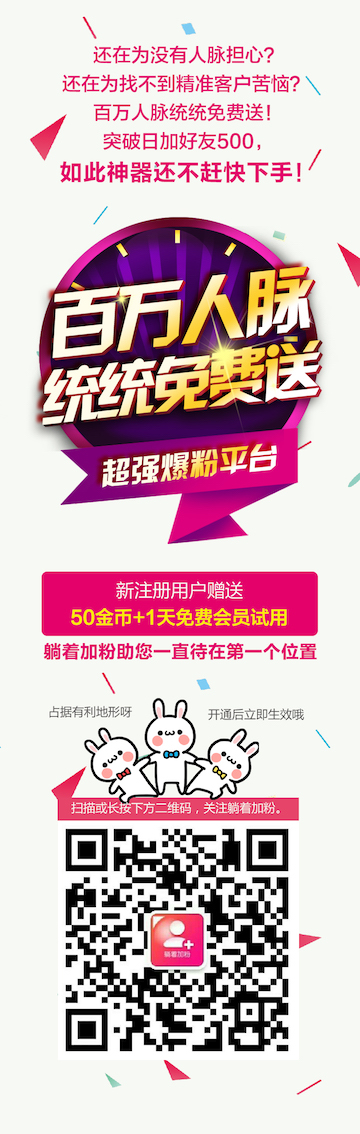 还在为没有人脉担心？
还在为找不到精准客户苦恼？
百万人脉统统免费送！
突破日加好友500，
如此神器还不赶快下手！
百万人脉
统统免费送
超强爆粉平台
新注册用户赠送
50金币+1天免费会员试用
躺着加粉助您一直待在第一个位置
占据有利地形呀
开通后立即生效哦
扫描或长按下方二维码，关注躺着加粉。
躺着加粉